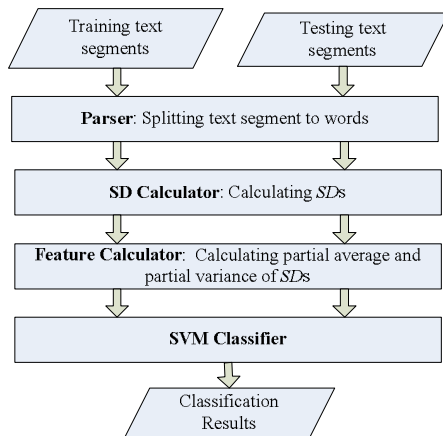 Training text
segments
Testing text
segments
Parser: Splitting text segment to words
SD Calculator: Calculating SDs
Feature Calculator: Calculating partial average and
partial variance of SDs
SVM Classifier
Classification
Results